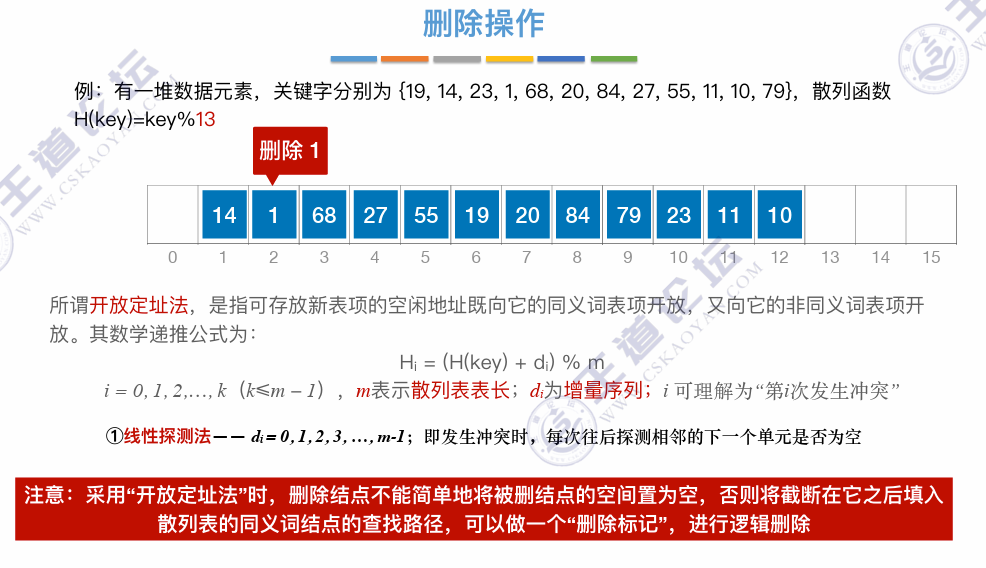 删除操作
例：有一堆数据元素，关键字分别为 {19, 14, 23, 1, 68, 20, 84, 27, 55, 11, 10, 79}，散列函数
H(key)=key%13
删除 1
14 1 68 27 55 19 20 84 79 23 11 10
0 1 2 3 4 5 6 7 8 9 10 11 12 13 14 15
所谓开放定址法，是指可存放新表项的空闲地址既向它的同义词表项开放，又向它的非同义词表项开
放。其数学递推公式为：
Hᵢ = (H(key) + dᵢ) % m
i = 0, 1, 2,…, k（k≤m − 1），m表示散列表表长；dᵢ为增量序列；i 可理解为“第i次发生冲突”
①线性探测法—— dᵢ = 0, 1, 2, 3, …, m-1；即发生冲突时，每次往后探测相邻的下一个单元是否为空
注意：采用“开放定址法”时，删除结点不能简单地将被删结点的空间置为空，否则将截断在它之后填入
散列表的同义词结点的查找路径，可以做一个“删除标记”，进行逻辑删除
王道论坛
WWW.CSKAOYAN.COM